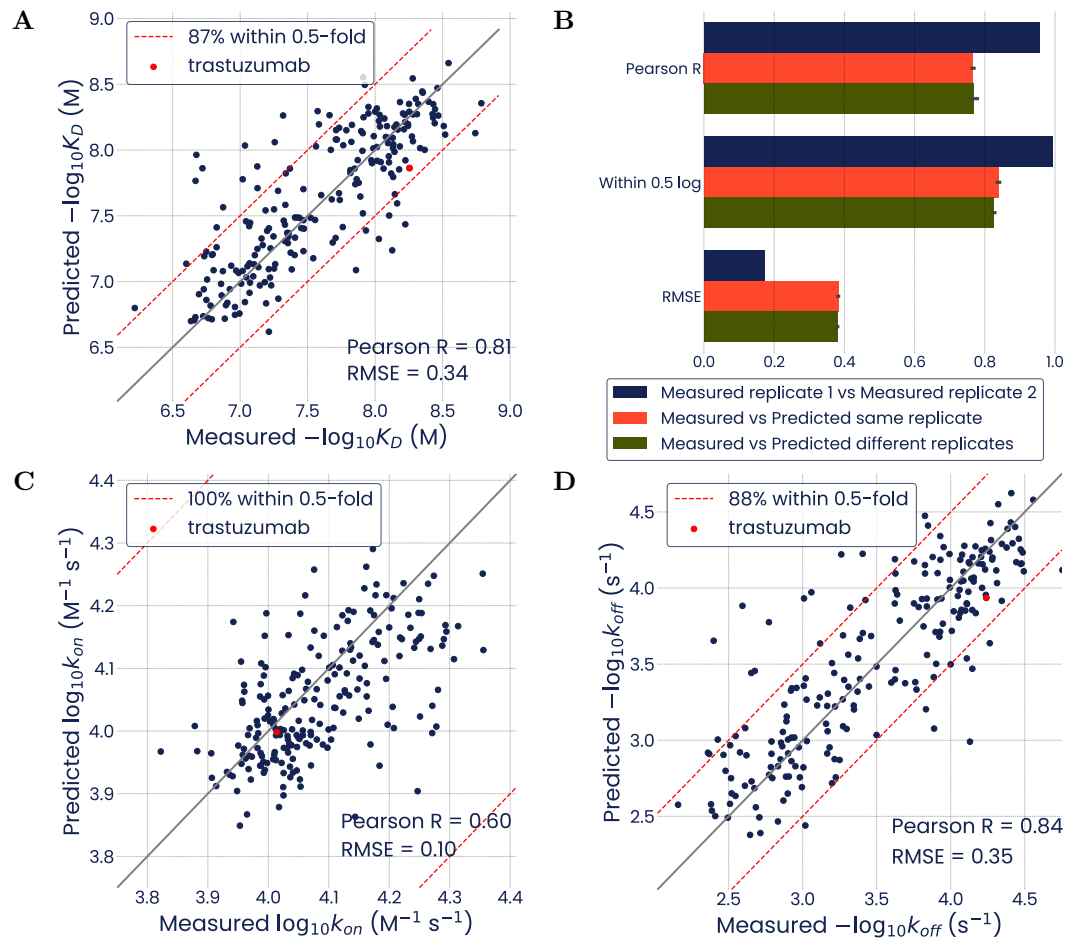 A
9.0
8.5
8.0
7.5
7.0
6.5
Predicted −log₁₀K_D (M)
87% within 0.5-fold
trastuzumab
Pearson R = 0.81
RMSE = 0.34
6.5 7.0 7.5 8.0 8.5 9.0
Measured −log₁₀K_D (M)
B
Pearson R
Within 0.5 log
RMSE
0.0 0.2 0.4 0.6 0.8 1.0
Measured replicate 1 vs Measured replicate 2
Measured vs Predicted same replicate
Measured vs Predicted different replicates
C
4.4
4.3
4.2
4.1
4.0
3.9
3.8
Predicted log₁₀k_on (M⁻¹ s⁻¹)
100% within 0.5-fold
trastuzumab
Pearson R = 0.60
RMSE = 0.10
3.8 3.9 4.0 4.1 4.2 4.3 4.4
Measured log₁₀k_on (M⁻¹ s⁻¹)
D
4.5
4.0
3.5
3.0
2.5
Predicted −log₁₀k_off (s⁻¹)
88% within 0.5-fold
trastuzumab
Pearson R = 0.84
RMSE = 0.35
2.5 3.0 3.5 4.0 4.5
Measured −log₁₀k_off (s⁻¹)